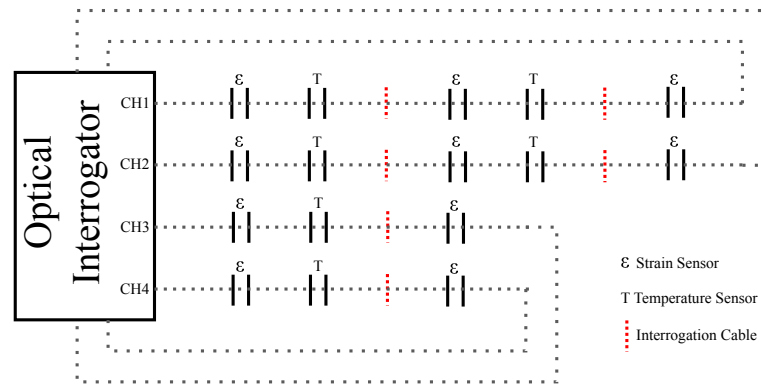 Optical
Interrogator
ε T ε T ε
CH1
ε T ε T ε
CH2
ε T ε
CH3
ε T ε
CH4
ε Strain Sensor
T Temperature Sensor
Interrogation Cable